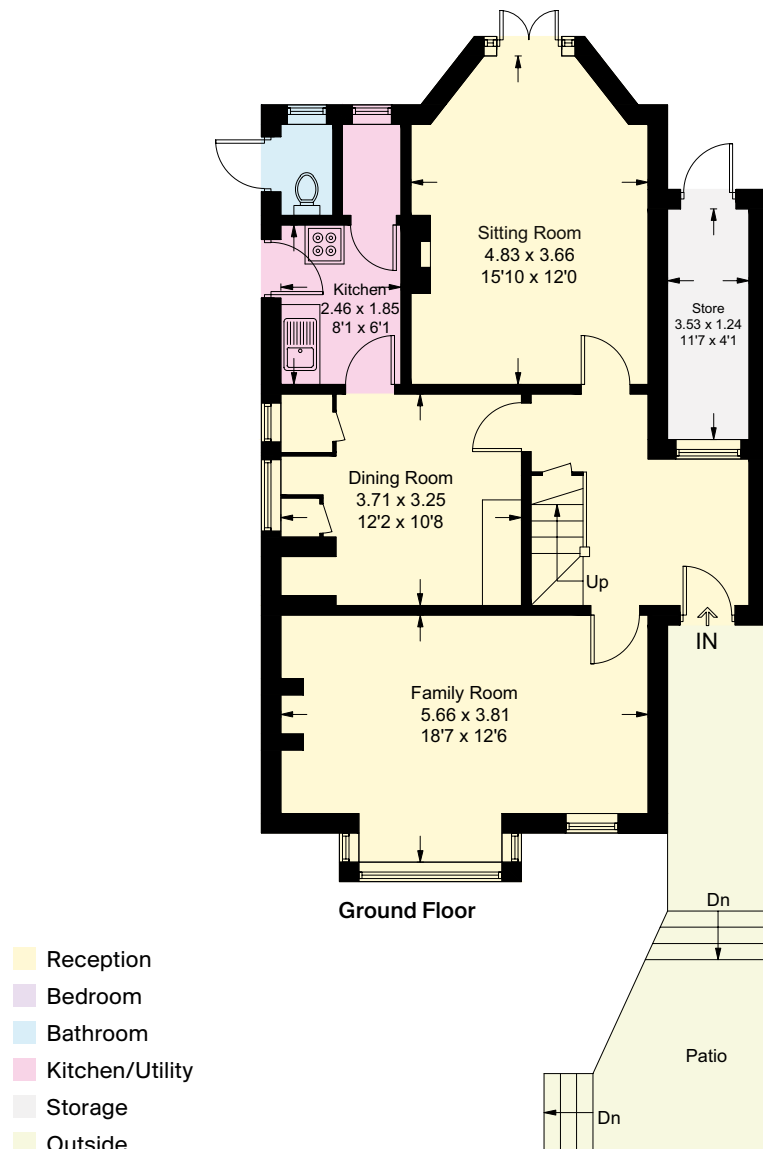 Sitting Room
4.83 x 3.66
15'10 x 12'0
Kitchen
2.46 x 1.85
8'1 x 6'1
Store
3.53 x 1.24
11'7 x 4'1
Dining Room
3.71 x 3.25
12'2 x 10'8
Up
IN
Family Room
5.66 x 3.81
18'7 x 12'6
Ground Floor
Dn
Patio
Dn
Reception
Bedroom
Bathroom
Kitchen/Utility
Storage
Outside